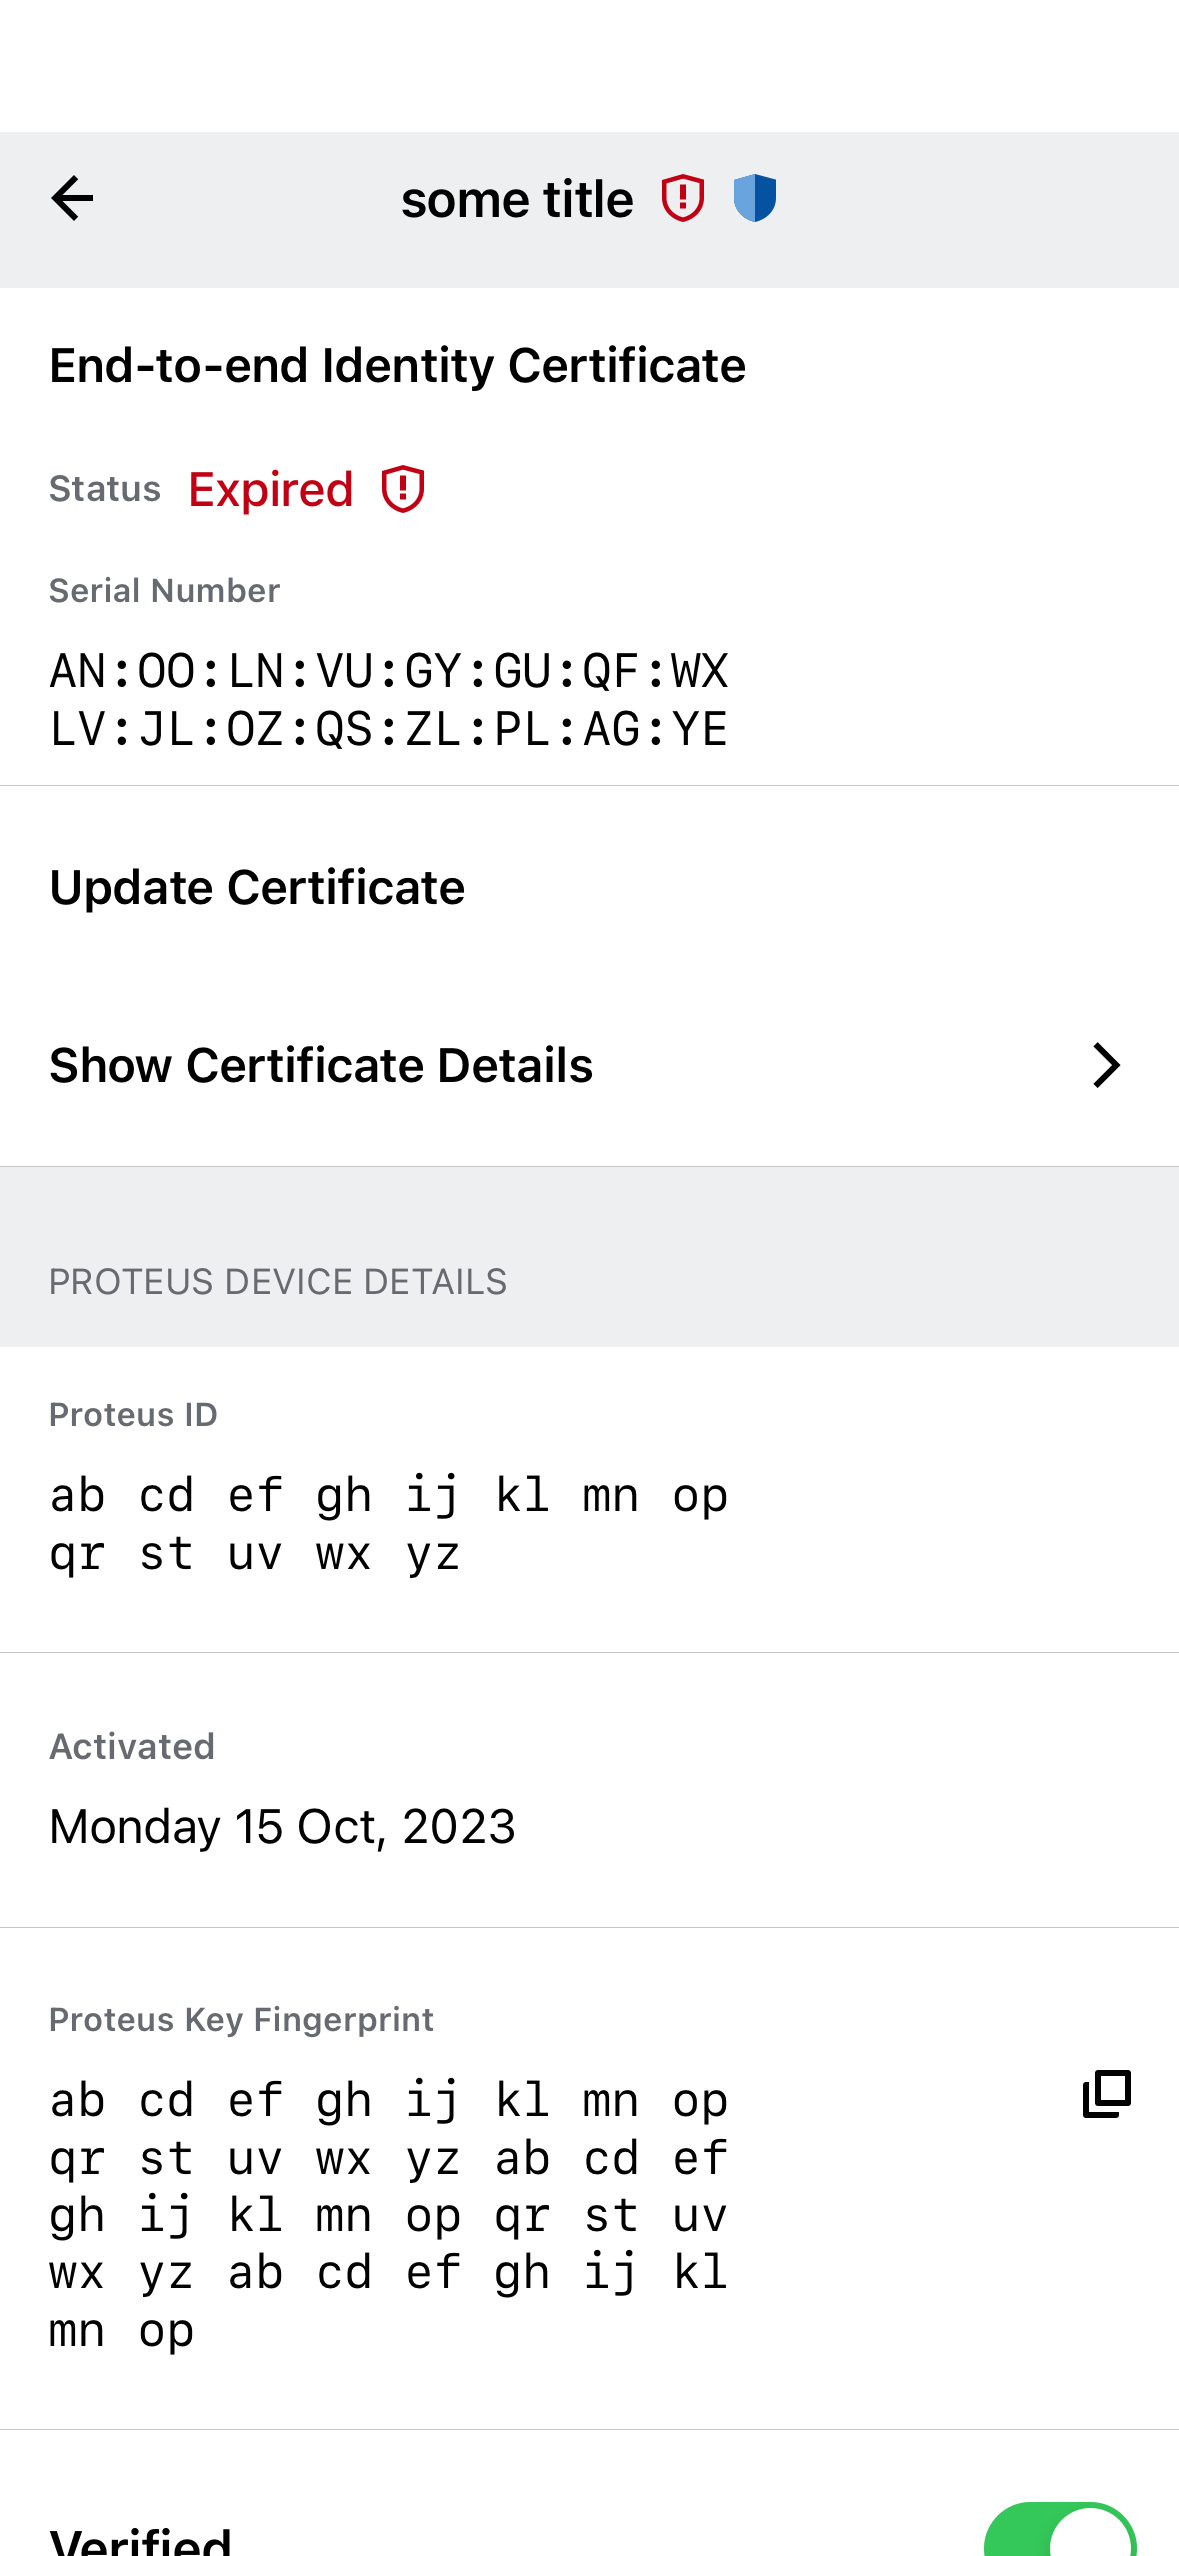 some title
End-to-end Identity Certificate
Status Expired
Serial Number
AN:OO:LN:VU:GY:GU:QF:WX
LV:JL:OZ:QS:ZL:PL:AG:YE
Update Certificate
Show Certificate Details
PROTEUS DEVICE DETAILS
Proteus ID
ab cd ef gh ij kl mn op
qr st uv wx yz
Activated
Monday 15 Oct, 2023
Proteus Key Fingerprint
ab cd ef gh ij kl mn op
qr st uv wx yz ab cd ef
gh ij kl mn op qr st uv
wx yz ab cd ef gh ij kl
mn op
Verified